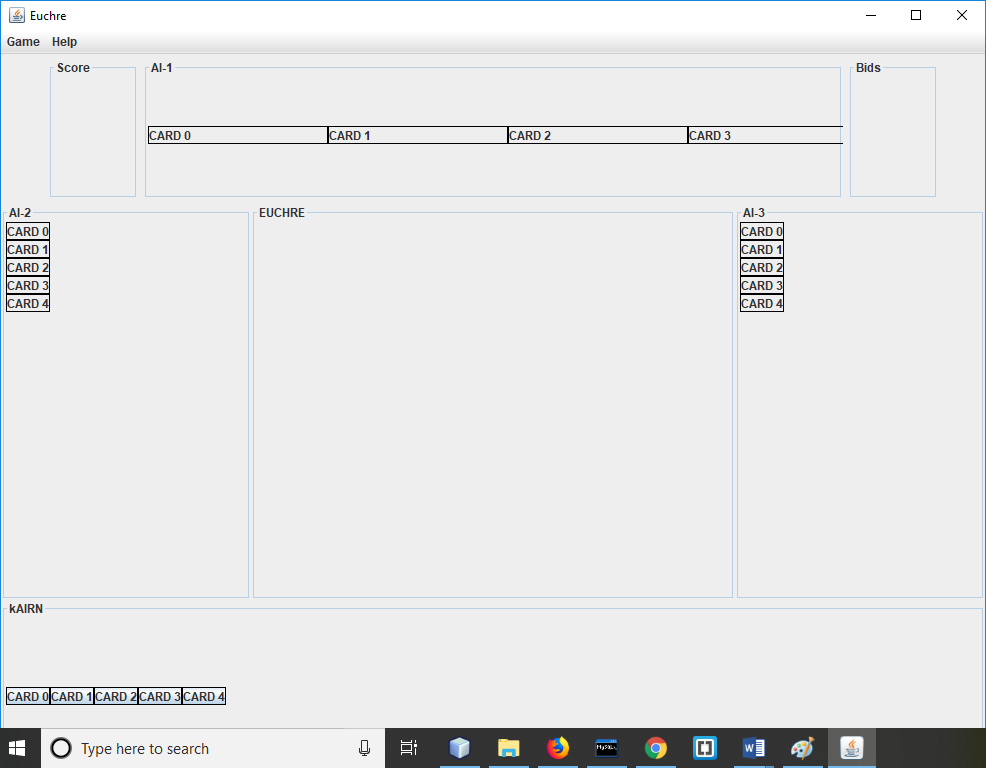 Euchre
Game Help
Score
AI-1
Bids
CARD 0 CARD 1 CARD 2 CARD 3
AI-2
CARD 0
CARD 1
CARD 2
CARD 3
CARD 4
EUCHRE
AI-3
CARD 0
CARD 1
CARD 2
CARD 3
CARD 4
kAIRN
CARD 0 CARD 1 CARD 2 CARD 3 CARD 4
Type here to search
MySQL
W